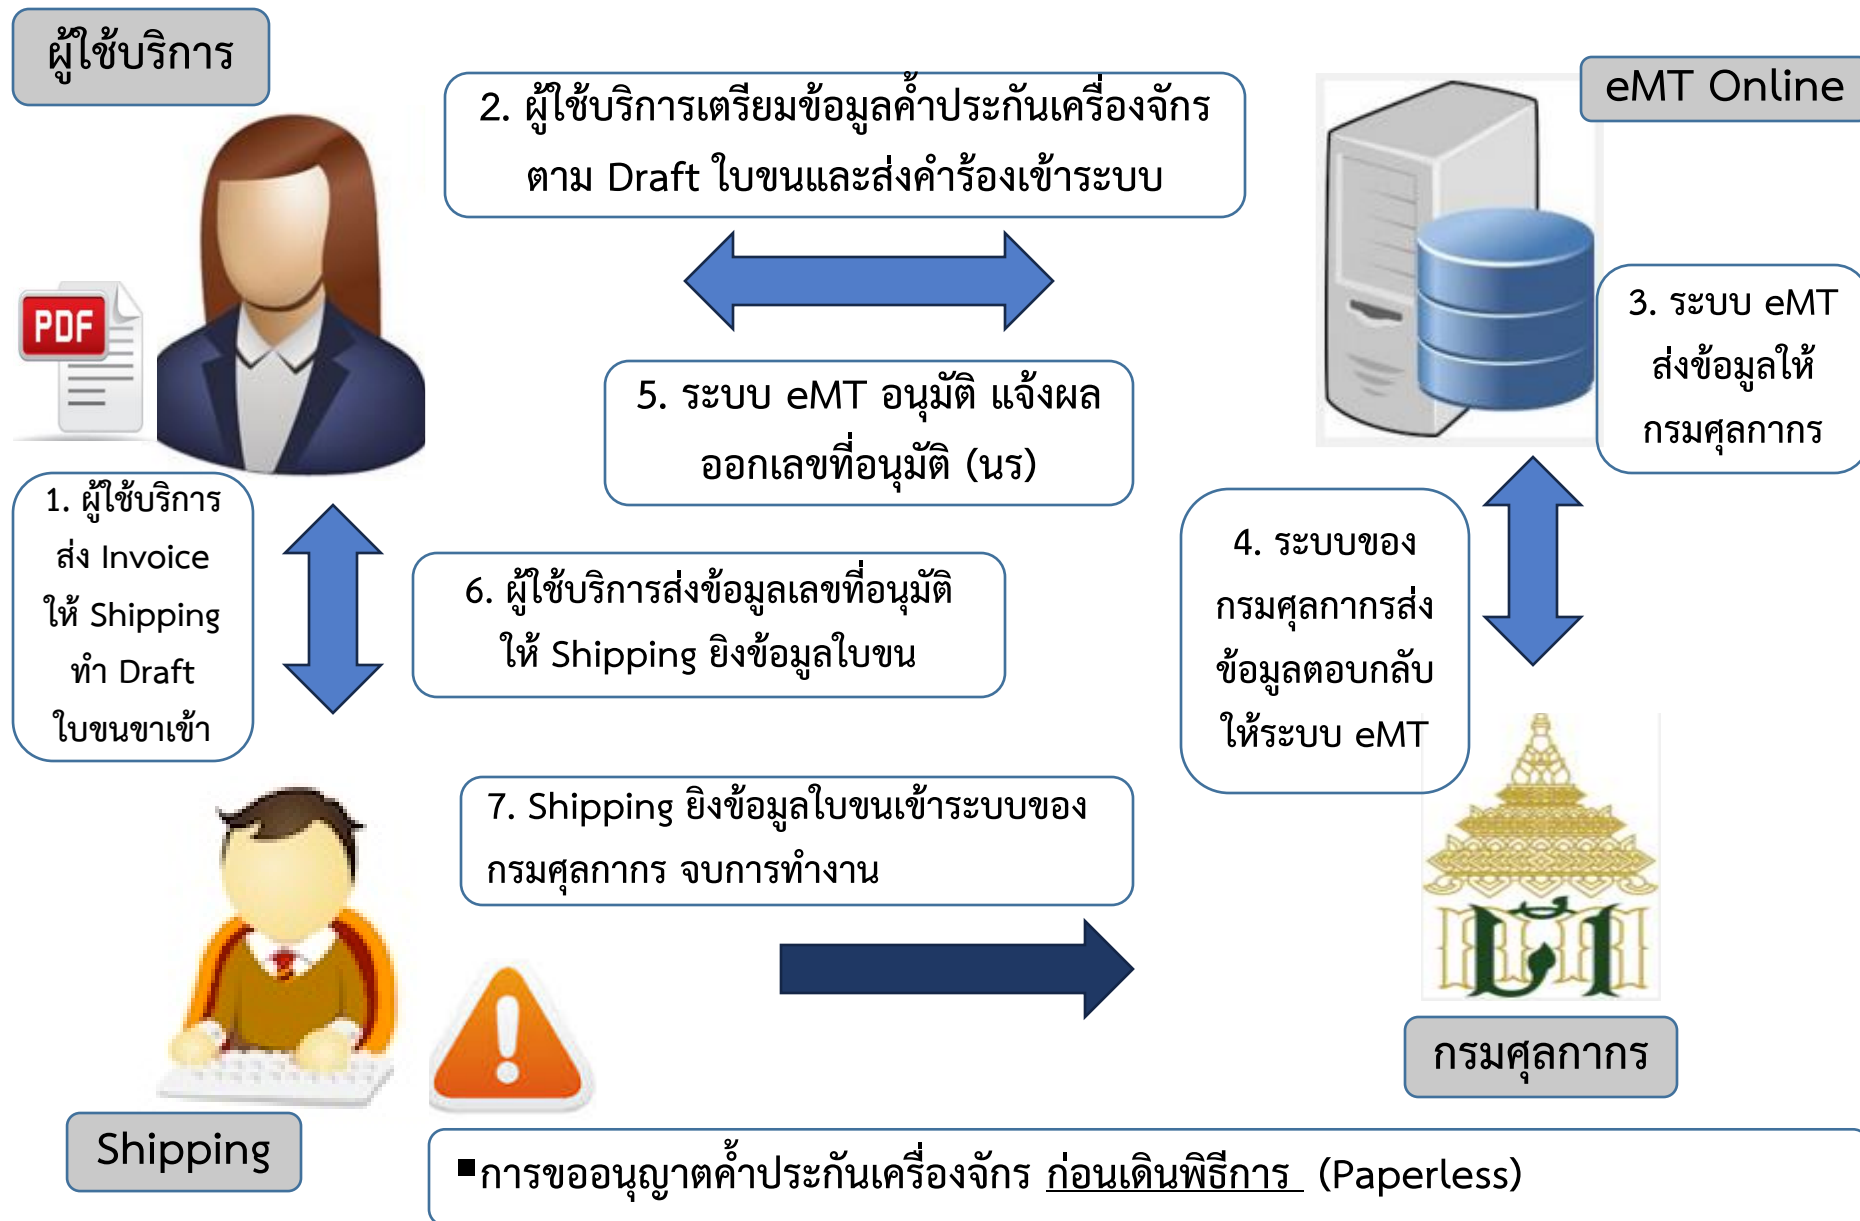 ผู้ใช้บริการ
eMT Online
2. ผู้ใช้บริการเตรียมข้อมูลค้ำประกันเครื่องจักร
ตาม Draft ใบขนและส่งคำร้องเข้าระบบ
PDF
3. ระบบ eMT
ส่งข้อมูลให้
กรมศุลกากร
5. ระบบ eMT อนุมัติ แจ้งผล
ออกเลขที่อนุมัติ (นร)
1. ผู้ใช้บริการ
ส่ง Invoice
ให้ Shipping
ทำ Draft
ใบขนขาเข้า
4. ระบบของ
กรมศุลกากรส่ง
ข้อมูลตอบกลับ
ให้ระบบ eMT
6. ผู้ใช้บริการส่งข้อมูลเลขที่อนุมัติ
ให้ Shipping ยิงข้อมูลใบขน
7. Shipping ยิงข้อมูลใบขนเข้าระบบของ
กรมศุลกากร จบการทำงาน
กรมศุลกากร
Shipping
▪การขออนุญาตค้ำประกันเครื่องจักร ก่อนเดินพิธีการ (Paperless)